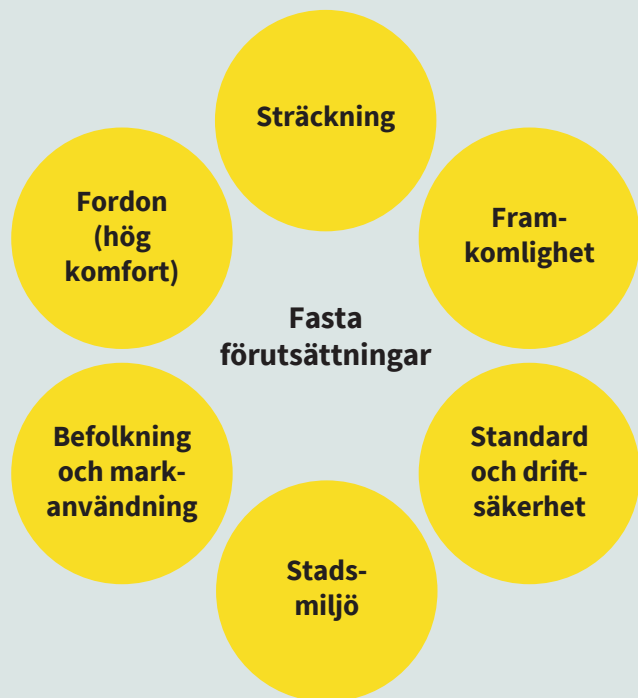 Sträckning
Fordon
(hög
komfort)
Fram-
komlighet
Fasta
förutsättningar
Befolkning
och mark-
användning
Standard
och drift-
säkerhet
Stads-
miljö